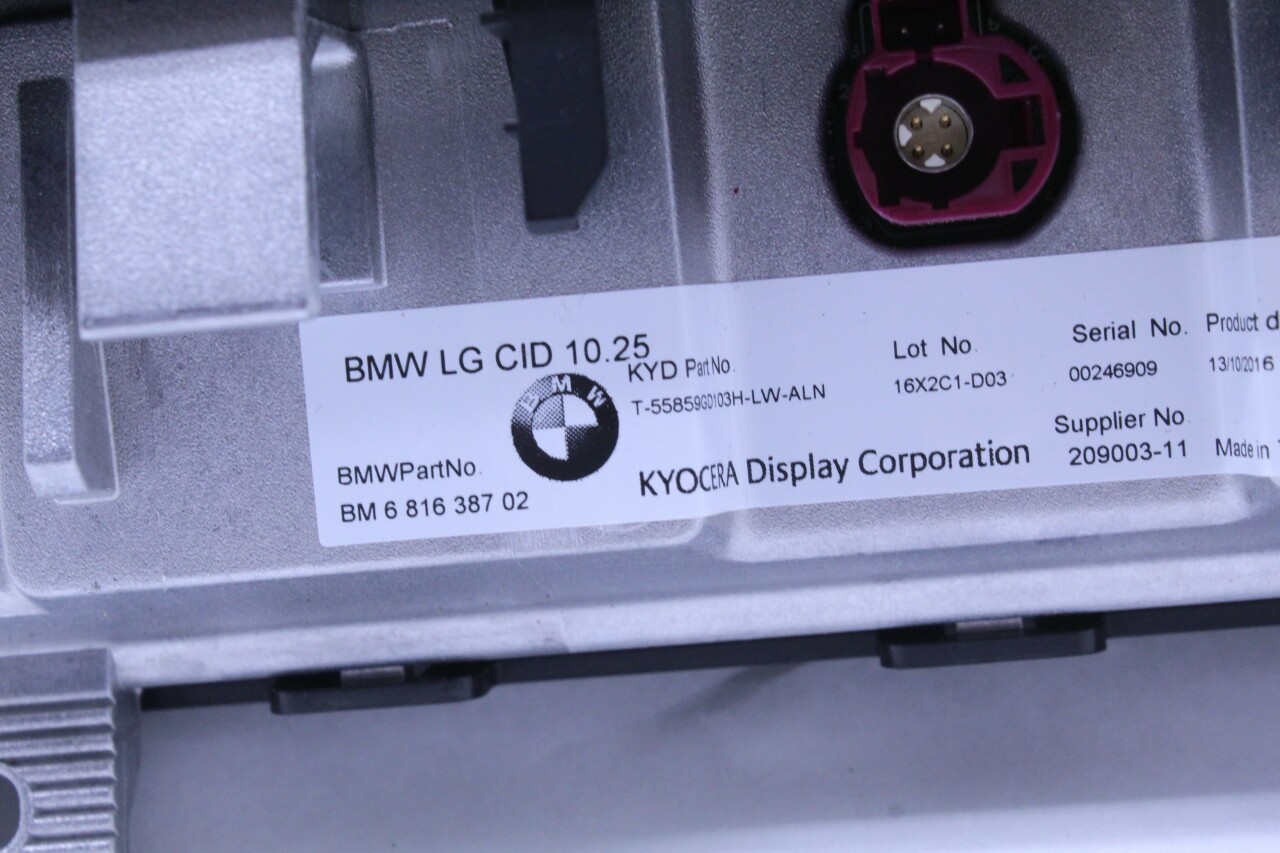 BMW LG CID 10.25
KYD Part No.
T-55859GD103H-LW-ALN
Lot No.
16X2C1-D03
Serial No.
00246909
Product d
13/10/2016
BMW
BMWPartNo.
BM 6 816 387 02
KYOCERA Display Corporation
Supplier No.
209003-11
Made in